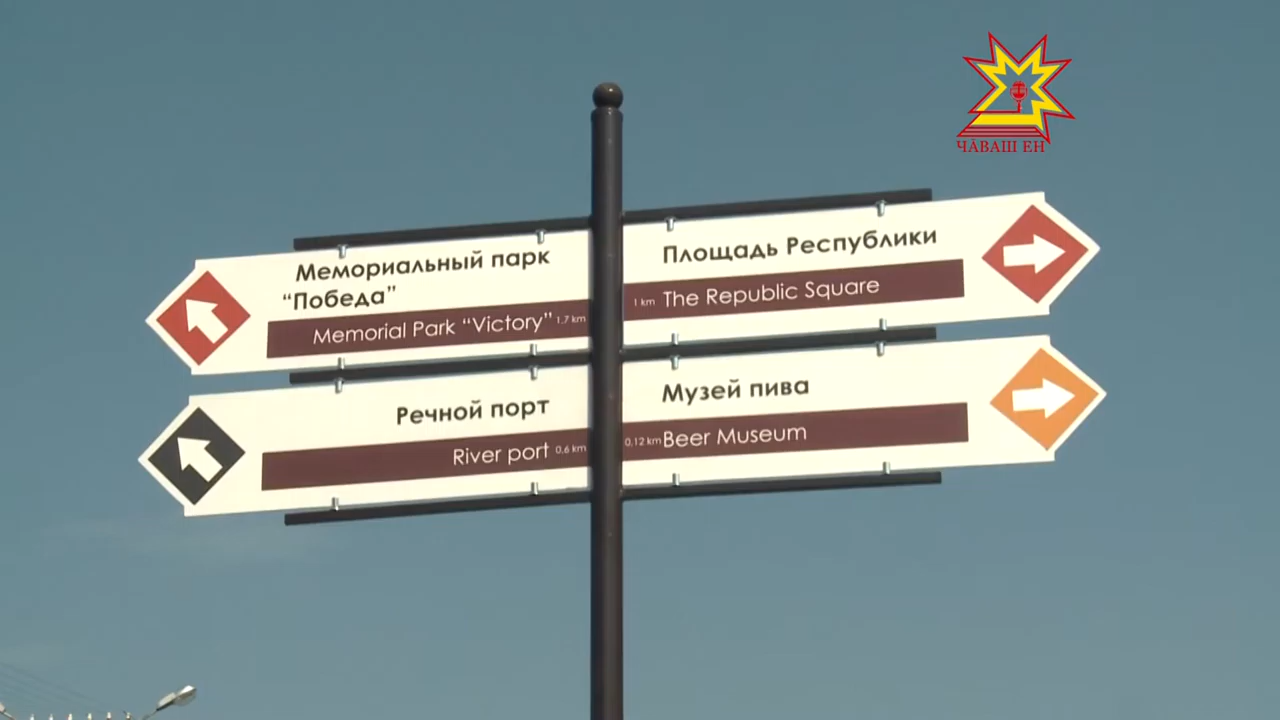 ЧӐВАШ ЕН
Мемориальный парк
“Победа”
Memorial Park “Victory” 1,7 km
Площадь Республики
1 km The Republic Square
Речной порт
River port 0,6 km
Музей пива
0,12 km Beer Museum